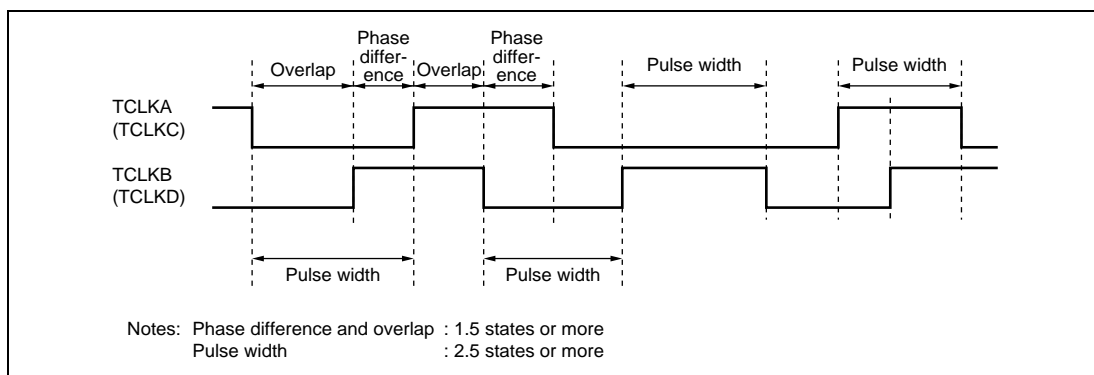 Phase
differ-
ence
Phase
differ-
ence
Overlap
Overlap
Pulse width
Pulse width
TCLKA
(TCLKC)
TCLKB
(TCLKD)
Pulse width
Pulse width
Notes: Phase difference and overlap : 1.5 states or more
Pulse width : 2.5 states or more